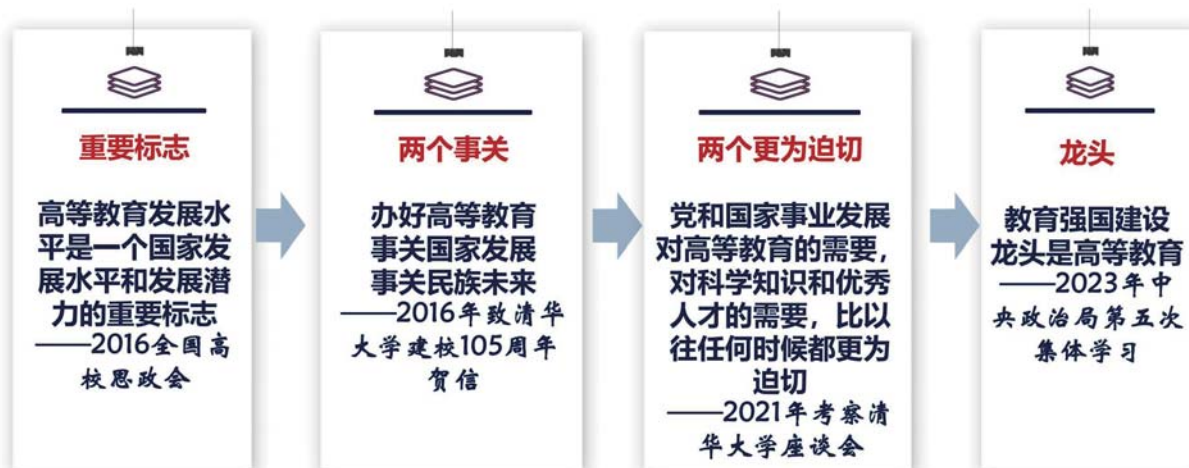 重要标志
高等教育发展水
平是一个国家发
展水平和发展潜
力的重要标志
——2016全国高
校思政会
两个事关
办好高等教育
事关国家发展
事关民族未来
——2016年致清华
大学建校105周年
贺信
两个更为迫切
党和国家事业发展
对高等教育的需要，
对科学知识和优秀
人才的需要，比以
往任何时候都更为
迫切
——2021年考察清
华大学座谈会
龙头
教育强国建设
龙头是高等教育
——2023年中
央政治局第五次
集体学习